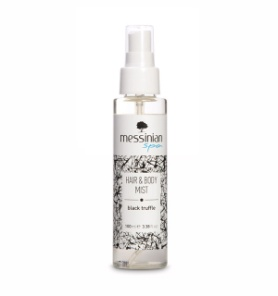 messinian
spa
HAIR & BODY
MIST
black truffle